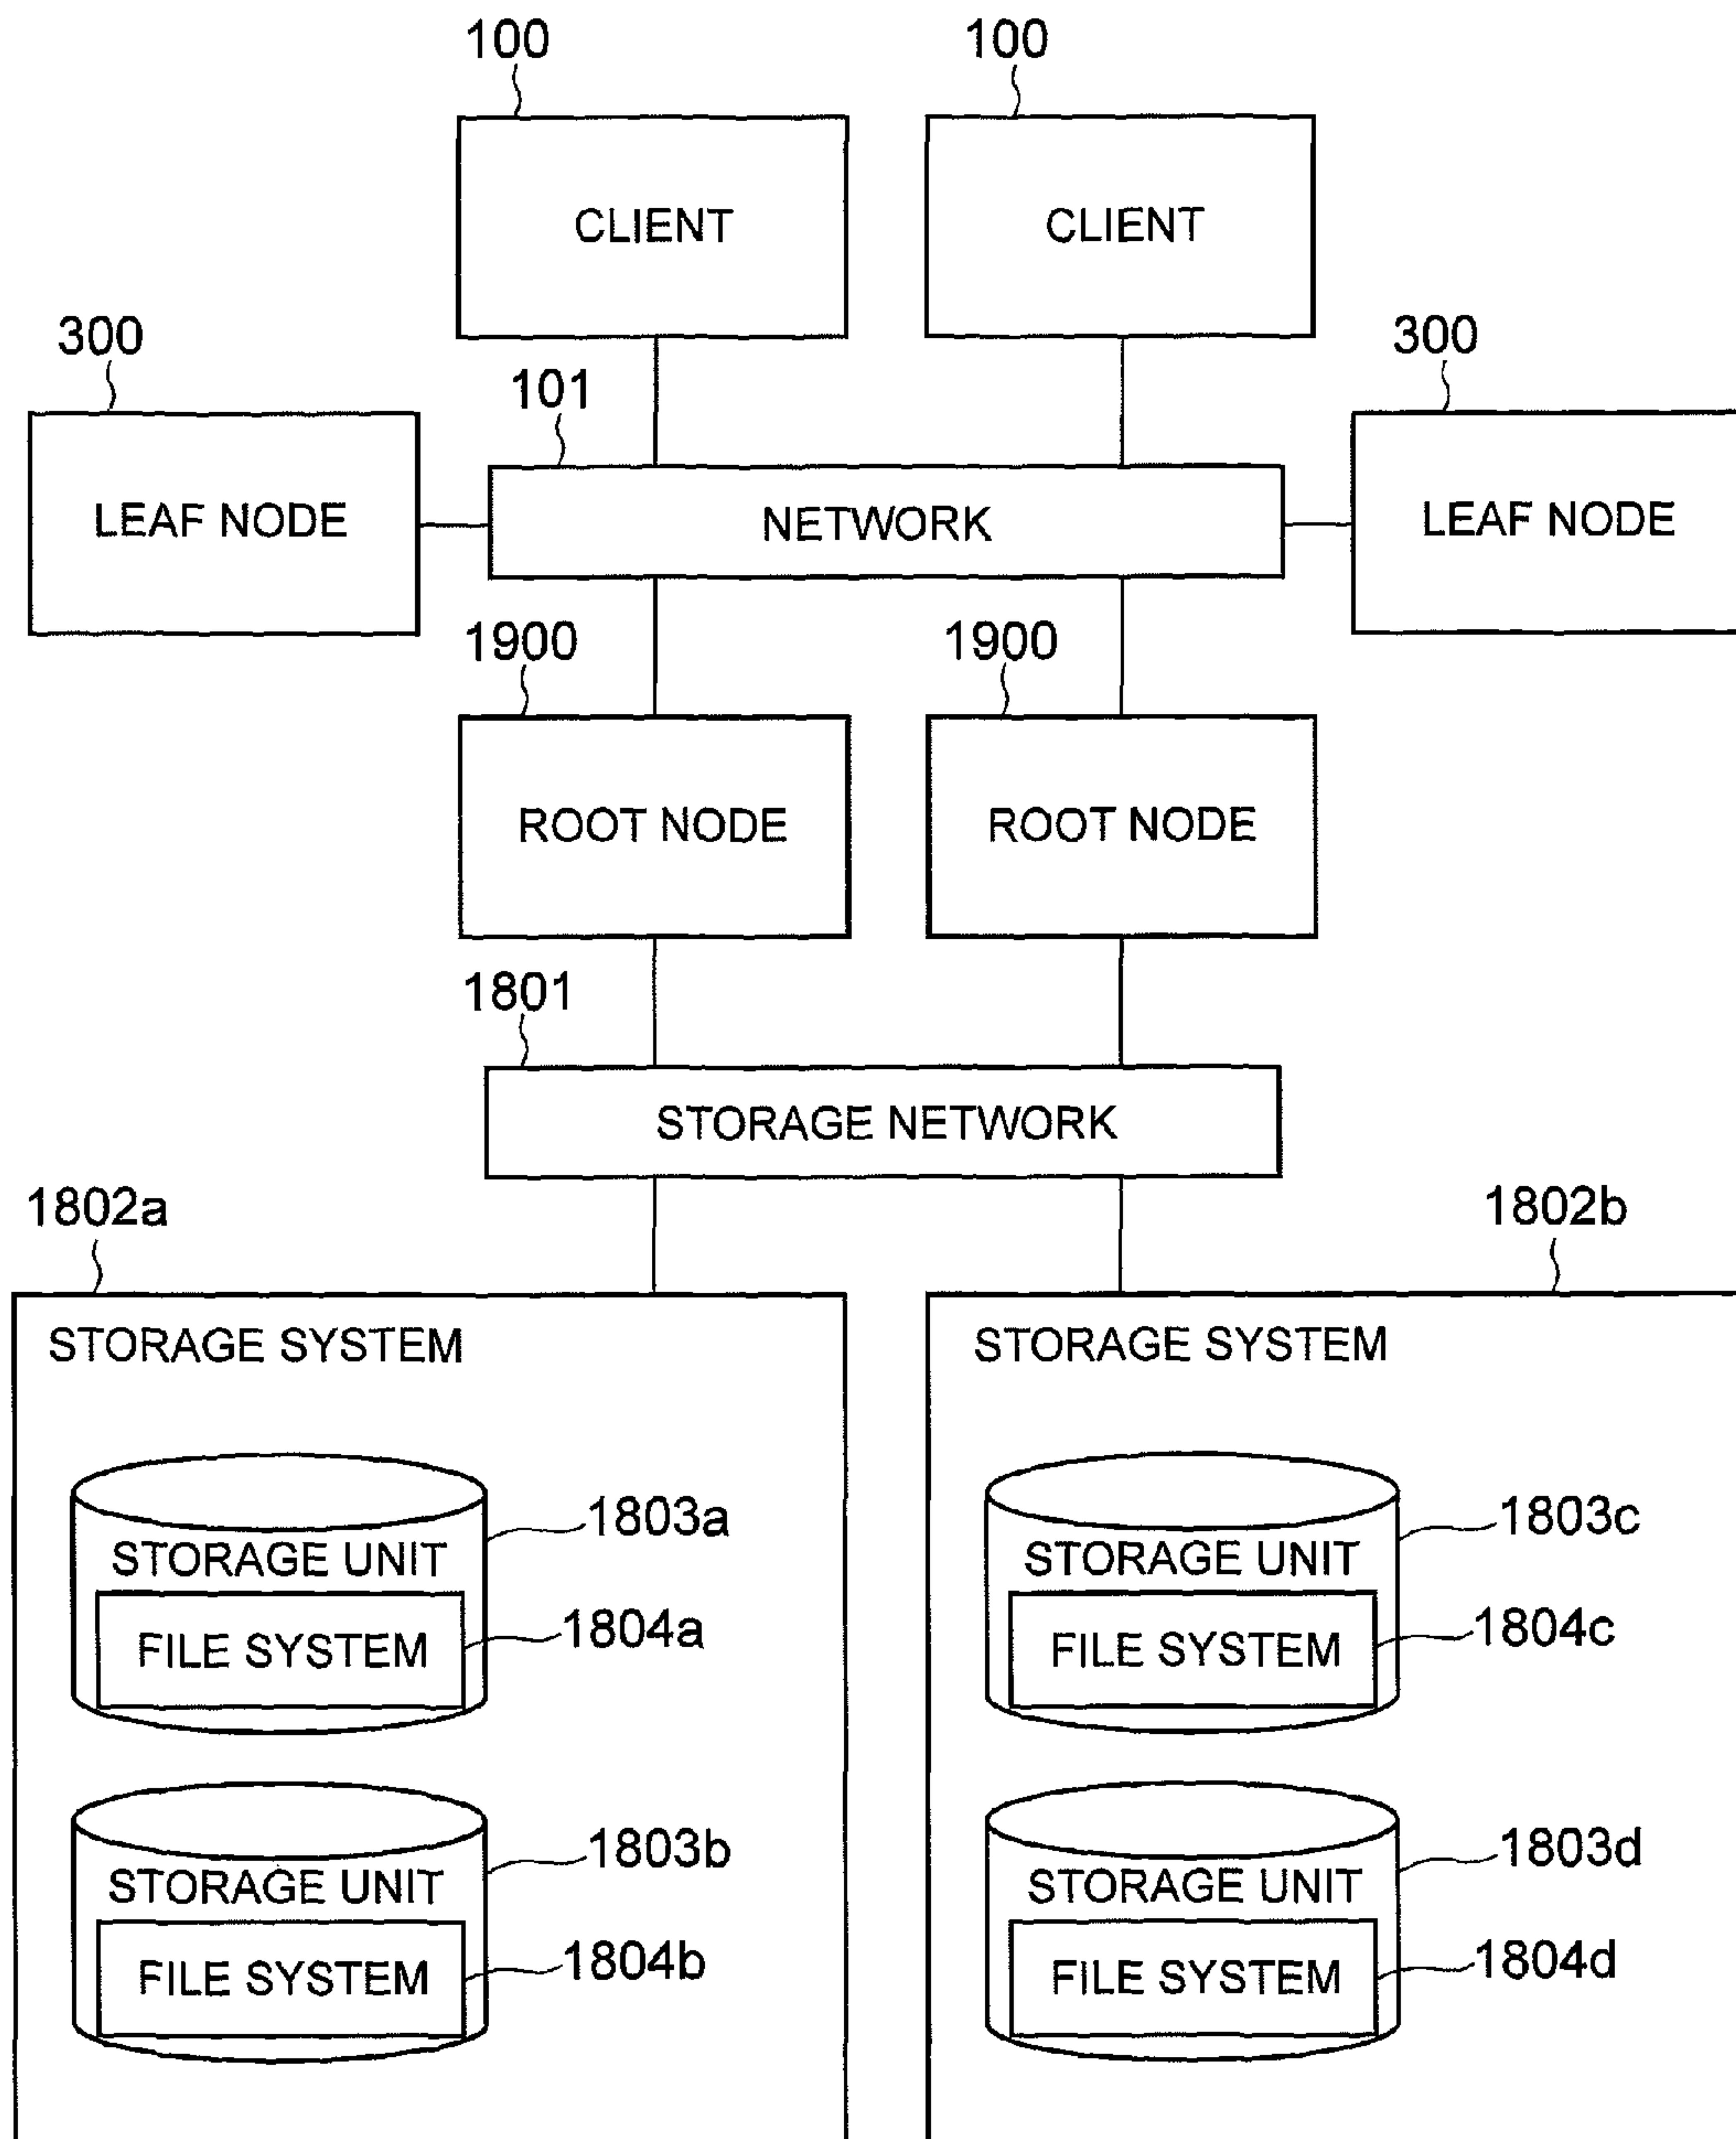 100
100
CLIENT
CLIENT
300
300
101
LEAF NODE
NETWORK
LEAF NODE
1900
1900
ROOT NODE
ROOT NODE
1801
STORAGE NETWORK
1802a
1802b
STORAGE SYSTEM
STORAGE SYSTEM
1803a
1803c
STORAGE UNIT
STORAGE UNIT
1804a
1804c
FILE SYSTEM
FILE SYSTEM
1803b
1803d
STORAGE UNIT
STORAGE UNIT
1804b
1804d
FILE SYSTEM
FILE SYSTEM